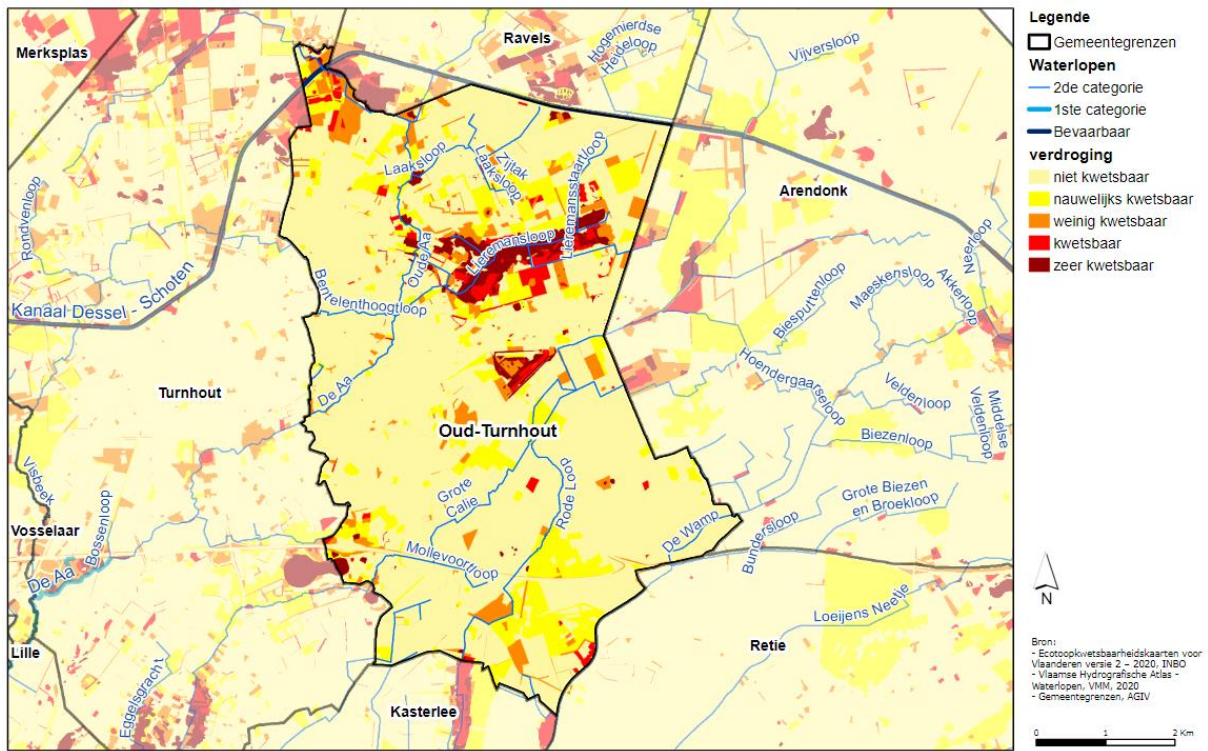 Merksplas
Ravels
Hogemierdse
Heideloop
Vijversloop
Rondvenloop
Laaksloop
Zijtak
Laaksloop
Lieremansstaartloop
Arendonk
Oude Aa
Lieremansloop
Neerloop
Kanaal Dessel - Schoten
Bentelenthoogtloop
Biesputtenloop
Maeskensloop
Akkerloop
Turnhout
De Aa
Hoendergaarseloop
Veldenloop
Middelse
Veldenloop
Oud-Turnhout
Biezenloop
Visbeek
Bossenloop
Grote
Calie
Rode Loop
Grote Biezen
en Broekloop
Vosselaar
De Wamp
Bundersloop
De Aa
Mollevoortloop
Loeijens Neetje
Lille
Retie
Eggelsgracht
Kasterlee
Legende
Gemeentegrenzen
Waterlopen
2de categorie
1ste categorie
Bevaarbaar
verdroging
niet kwetsbaar
nauwelijks kwetsbaar
weinig kwetsbaar
kwetsbaar
zeer kwetsbaar
N
Bron:
- Ecotoopkwetsbaarheidskaarten voor
Vlaanderen versie 2 – 2020, INBO
- Vlaamse Hydrografische Atlas -
Waterlopen, VMM, 2020
- Gemeentegrenzen, AGIV
0 1 2 Km